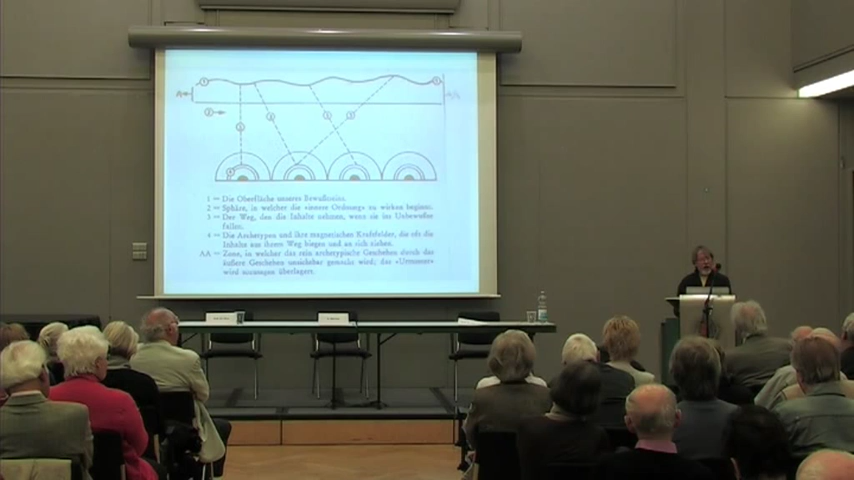 1 = Die Oberfläche unseres Bewußtseins.
2 = Sphäre, in welcher die «innere Ordnung» zu wirken beginnt.
3 = Der Weg, den die Inhalte nehmen, wenn sie ins Unbewußte
fallen.
4 = Die Archetypen und ihre magnetischen Kraftfelder, die oft die
Inhalte aus ihrem Weg biegen und an sich ziehen.
AA = Zone, in welcher das rein archetypische Geschehen durch das
äußere Geschehen unsichtbar gemacht wird; das «Urmuster»
wird sozusagen überlagert.